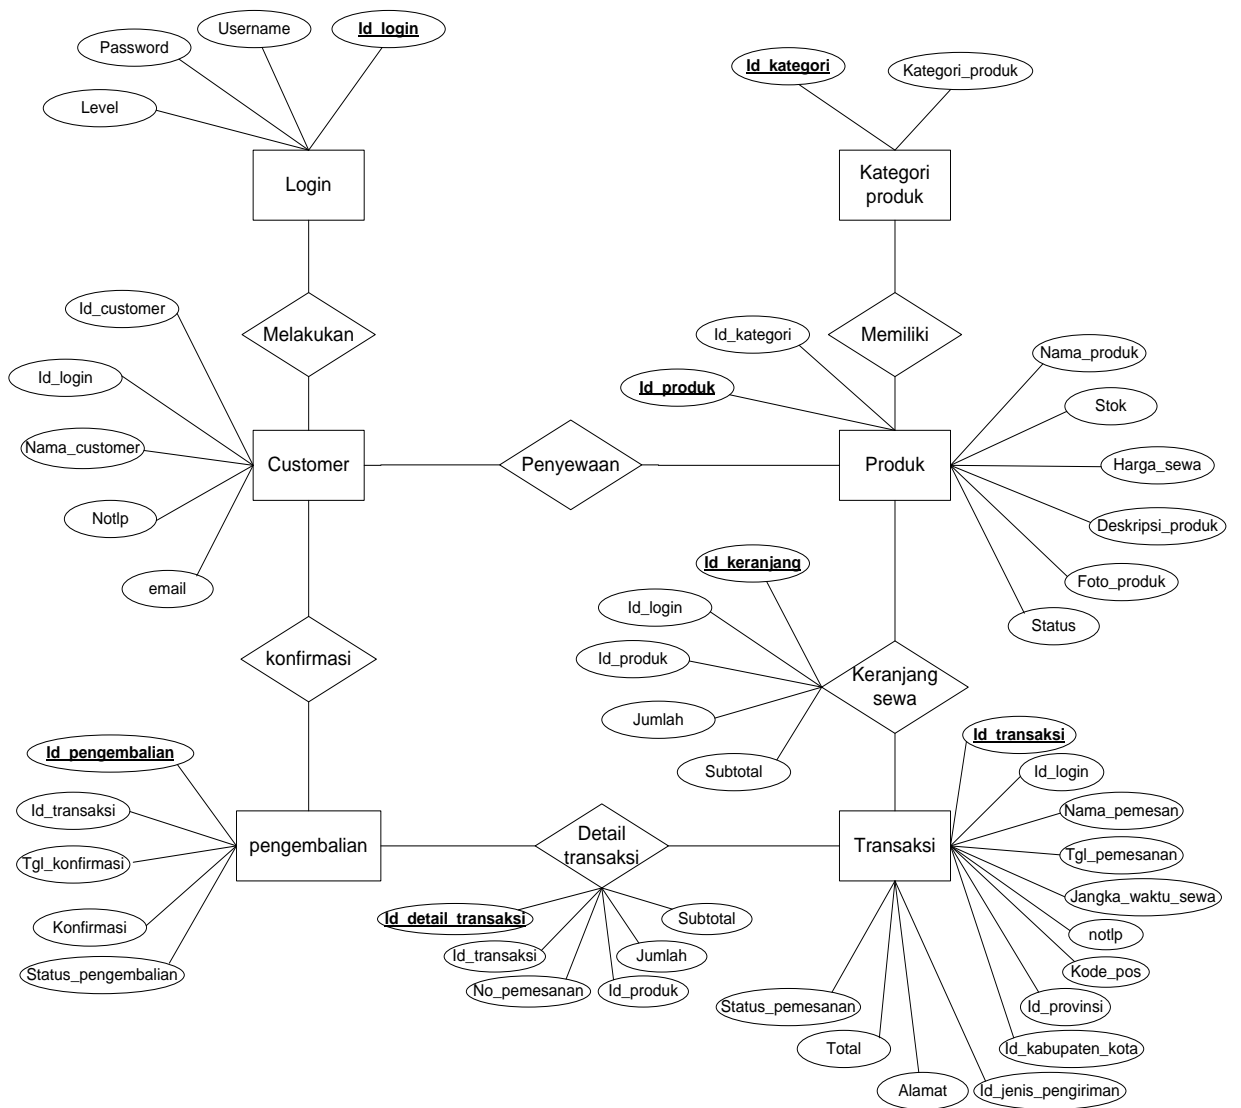 Username
Id_login
Password
Level
Login
Id_kategori
Kategori_produk
Kategori
produk
Id_customer
Melakukan
Id_login
Nama_customer
Customer
Notlp
email
Penyewaan
Id_kategori
Memiliki
Id_produk
Produk
Nama_produk
Stok
Harga_sewa
Deskripsi_produk
Foto_produk
Status
konfirmasi
Id_keranjang
Id_login
Id_produk
Jumlah
Subtotal
Keranjang
sewa
Id_pengembalian
Id_transaksi
Tgl_konfirmasi
Konfirmasi
Status_pengembalian
pengembalian
Detail
transaksi
Id_detail_transaksi
Id_transaksi
No_pemesanan
Id_produk
Jumlah
Subtotal
Transaksi
Id_transaksi
Id_login
Nama_pemesan
Tgl_pemesanan
Jangka_waktu_sewa
notlp
Kode_pos
Id_provinsi
Id_kabupaten_kota
Id_jenis_pengiriman
Alamat
Total
Status_pemesanan